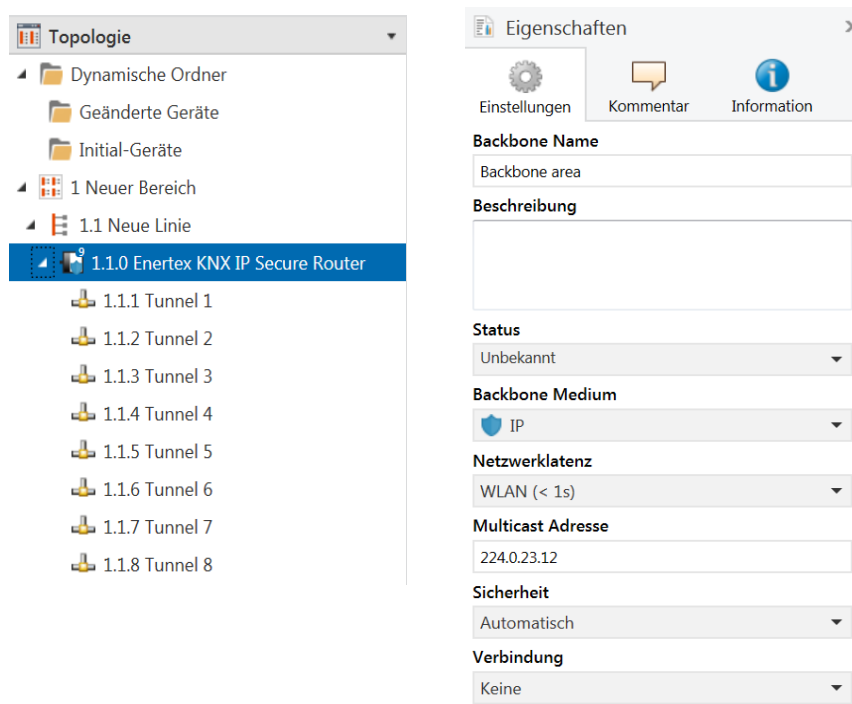 Topologie
Dynamische Ordner
Geänderte Geräte
Initial-Geräte
1 Neuer Bereich
1.1 Neue Linie
9
1.1.0 Enertex KNX IP Secure Router
1.1.1 Tunnel 1
1.1.2 Tunnel 2
1.1.3 Tunnel 3
1.1.4 Tunnel 4
1.1.5 Tunnel 5
1.1.6 Tunnel 6
1.1.7 Tunnel 7
1.1.8 Tunnel 8
Eigenschaften
Einstellungen
Kommentar
Information
Backbone Name
Backbone area
Beschreibung
Status
Unbekannt
Backbone Medium
IP
Netzwerklatenz
WLAN (< 1s)
Multicast Adresse
224.0.23.12
Sicherheit
Automatisch
Verbindung
Keine